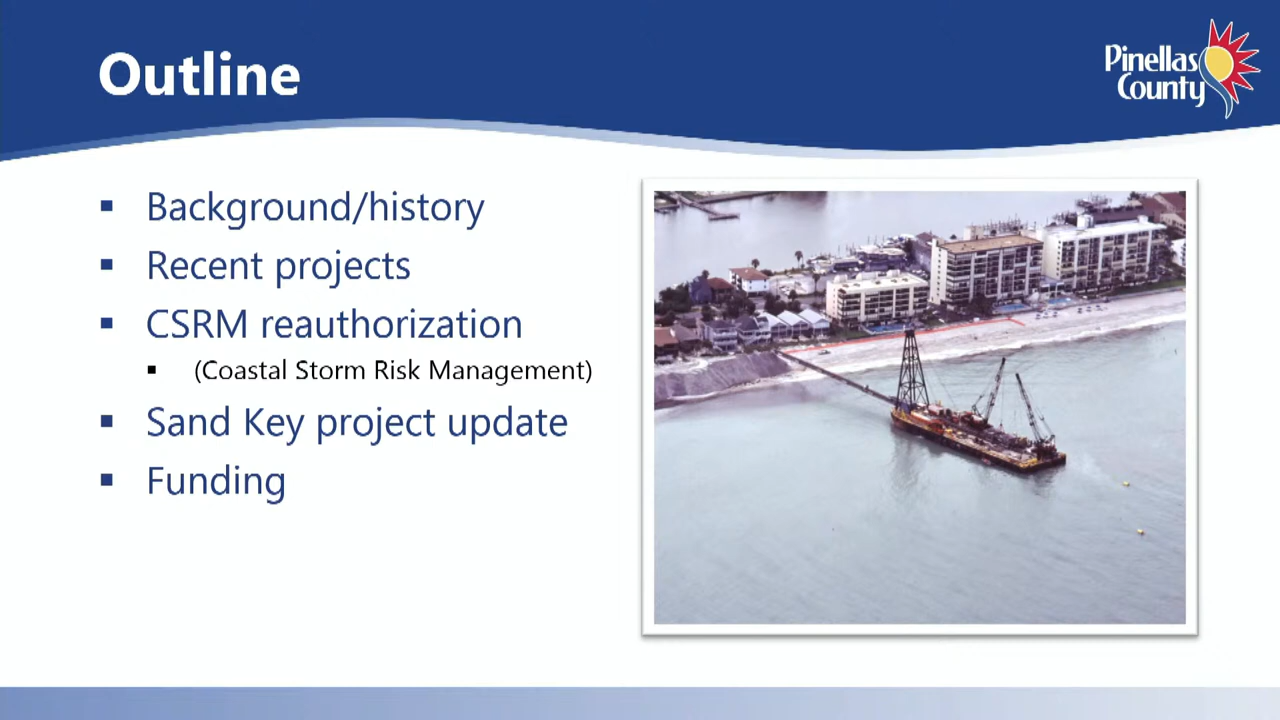 Outline
Pinellas
County
Background/history
Recent projects
CSRM reauthorization
(Coastal Storm Risk Management)
Sand Key project update
Funding